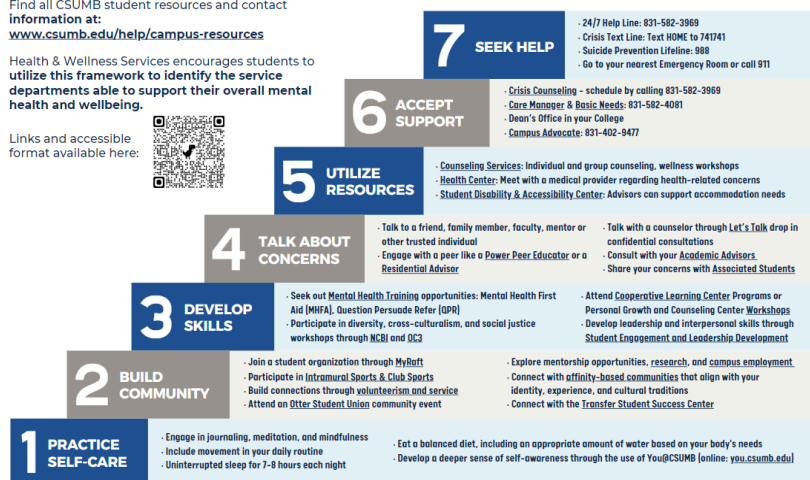 Find all CSUMB student resources and contact
information at:
www.csumb.edu/help/campus-resources
Health & Wellness Services encourages students to
utilize this framework to identify the service
departments able to support their overall mental
health and wellbeing.
Links and accessible
format available here:
7 SEEK HELP
· 24/7 Help Line: 831-582-3969
· Crisis Text Line: Text HOME to 741741
· Suicide Prevention Lifeline: 988
· Go to your nearest Emergency Room or call 911
6 ACCEPT
SUPPORT
· Crisis Counseling - schedule by calling 831-582-3969
· Care Manager & Basic Needs: 831-582-4081
· Dean's Office in your College
· Campus Advocate: 831-402-9477
5 UTILIZE
RESOURCES
· Counseling Services: Individual and group counseling, wellness workshops
· Health Center: Meet with a medical provider regarding health-related concerns
· Student Disability & Accessibility Center: Advisors can support accommodation needs
4 TALK ABOUT
CONCERNS
· Talk to a friend, family member, faculty, mentor or
other trusted individual
· Engage with a peer like a Power Peer Educator or a
Residential Advisor
· Talk with a counselor through Let's Talk drop in
confidential consultations
· Consult with your Academic Advisors
· Share your concerns with Associated Students
3 DEVELOP
SKILLS
· Seek out Mental Health Training opportunities: Mental Health First
Aid (MHFA), Question Persuade Refer (QPR)
· Participate in diversity, cross-culturalism, and social justice
workshops through NCBI and OC3
· Attend Cooperative Learning Center Programs or
Personal Growth and Counseling Center Workshops
· Develop leadership and interpersonal skills through
Student Engagement and Leadership Development
2 BUILD
COMMUNITY
· Join a student organization through MyRaft
· Participate in Intramural Sports & Club Sports
· Build connections through volunteerism and service
· Attend an Otter Student Union community event
· Explore mentorship opportunities, research, and campus employment
· Connect with affinity-based communities that align with your
identity, experience, and cultural traditions
· Connect with the Transfer Student Success Center
1 PRACTICE
SELF-CARE
· Engage in journaling, meditation, and mindfulness
· Include movement in your daily routine
· Uninterrupted sleep for 7-8 hours each night
· Eat a balanced diet, including an appropriate amount of water based on your body's needs
· Develop a deeper sense of self-awareness through the use of You@CSUMB (online: you.csumb.edu)